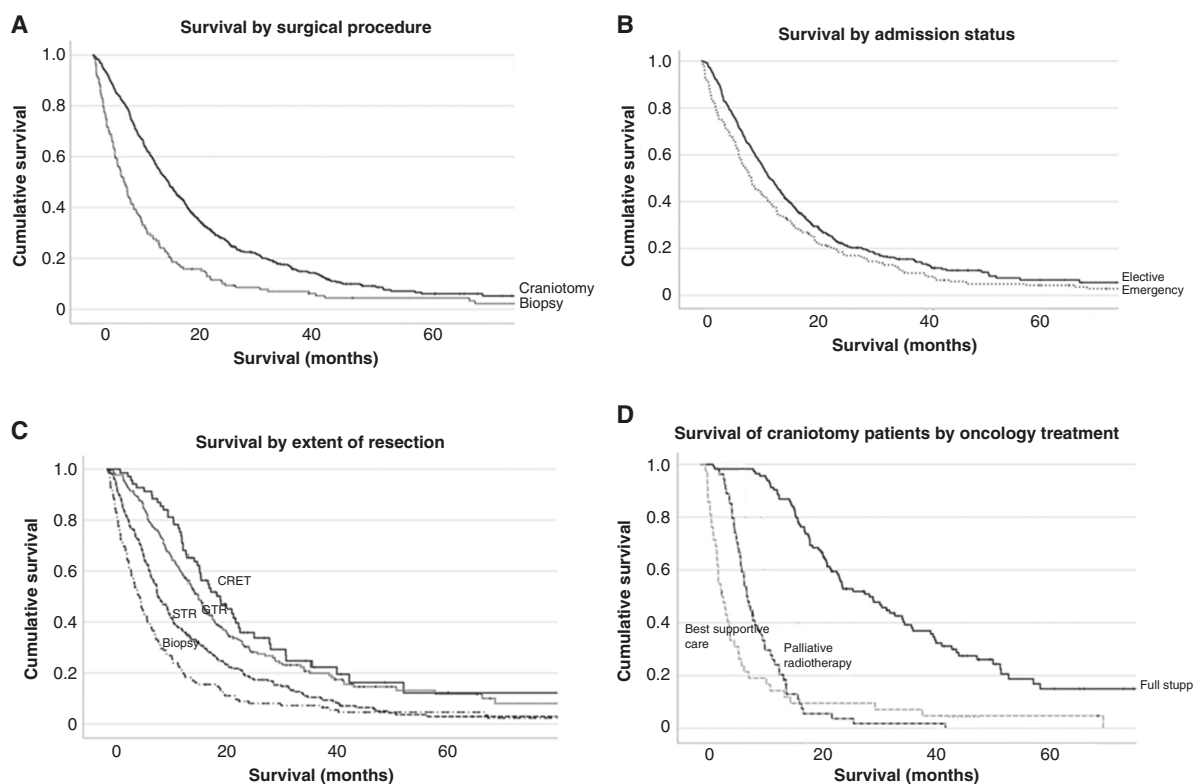 A
Survival by surgical procedure
Cumulative survival
1.0
0.8
0.6
0.4
0.2
0
Craniotomy
Biopsy
0 20 40 60
Survival (months)
B
Survival by admission status
Cumulative survival
1.0
0.8
0.6
0.4
0.2
0
Elective
Emergency
0 20 40 60
Survival (months)
C
Survival by extent of resection
Cumulative survival
1.0
0.8
0.6
0.4
0.2
0
CRET
STR GTR
Biopsy
0 20 40 60
Survival (months)
D
Survival of craniotomy patients by oncology treatment
Cumulative survival
1.0
0.8
0.6
0.4
0.2
0
Best supportive
care
Palliative
radiotherapy
Full stupp
0 20 40 60
Survival (months)